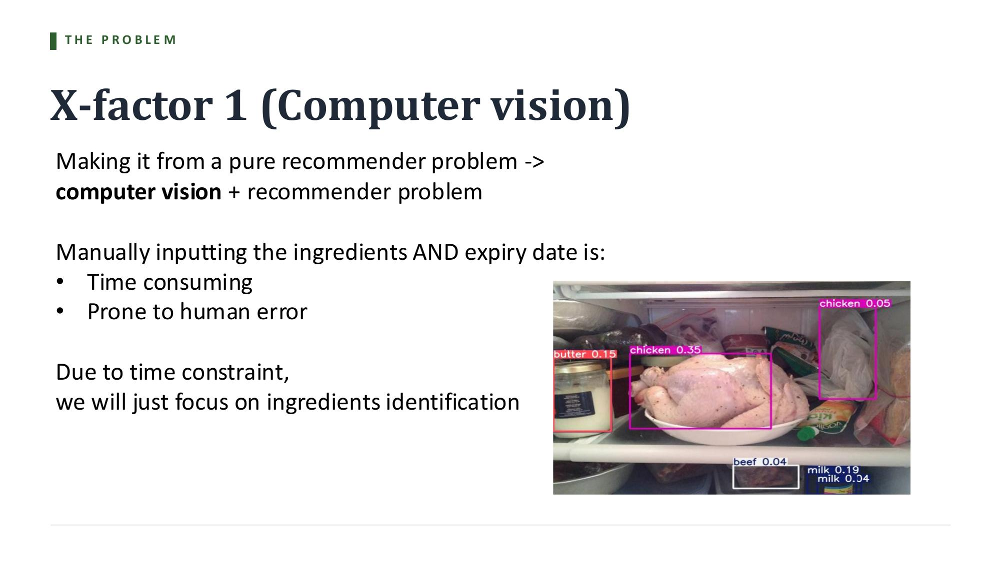 THE PROBLEM
X-factor 1 (Computer vision)
Making it from a pure recommender problem ->
computer vision + recommender problem
Manually inputting the ingredients AND expiry date is:
• Time consuming
• Prone to human error
Due to time constraint,
we will just focus on ingredients identification
chicken 0.05
chicken 0.35
butter 0.15
beef 0.04
milk 0.19
milk 0.04